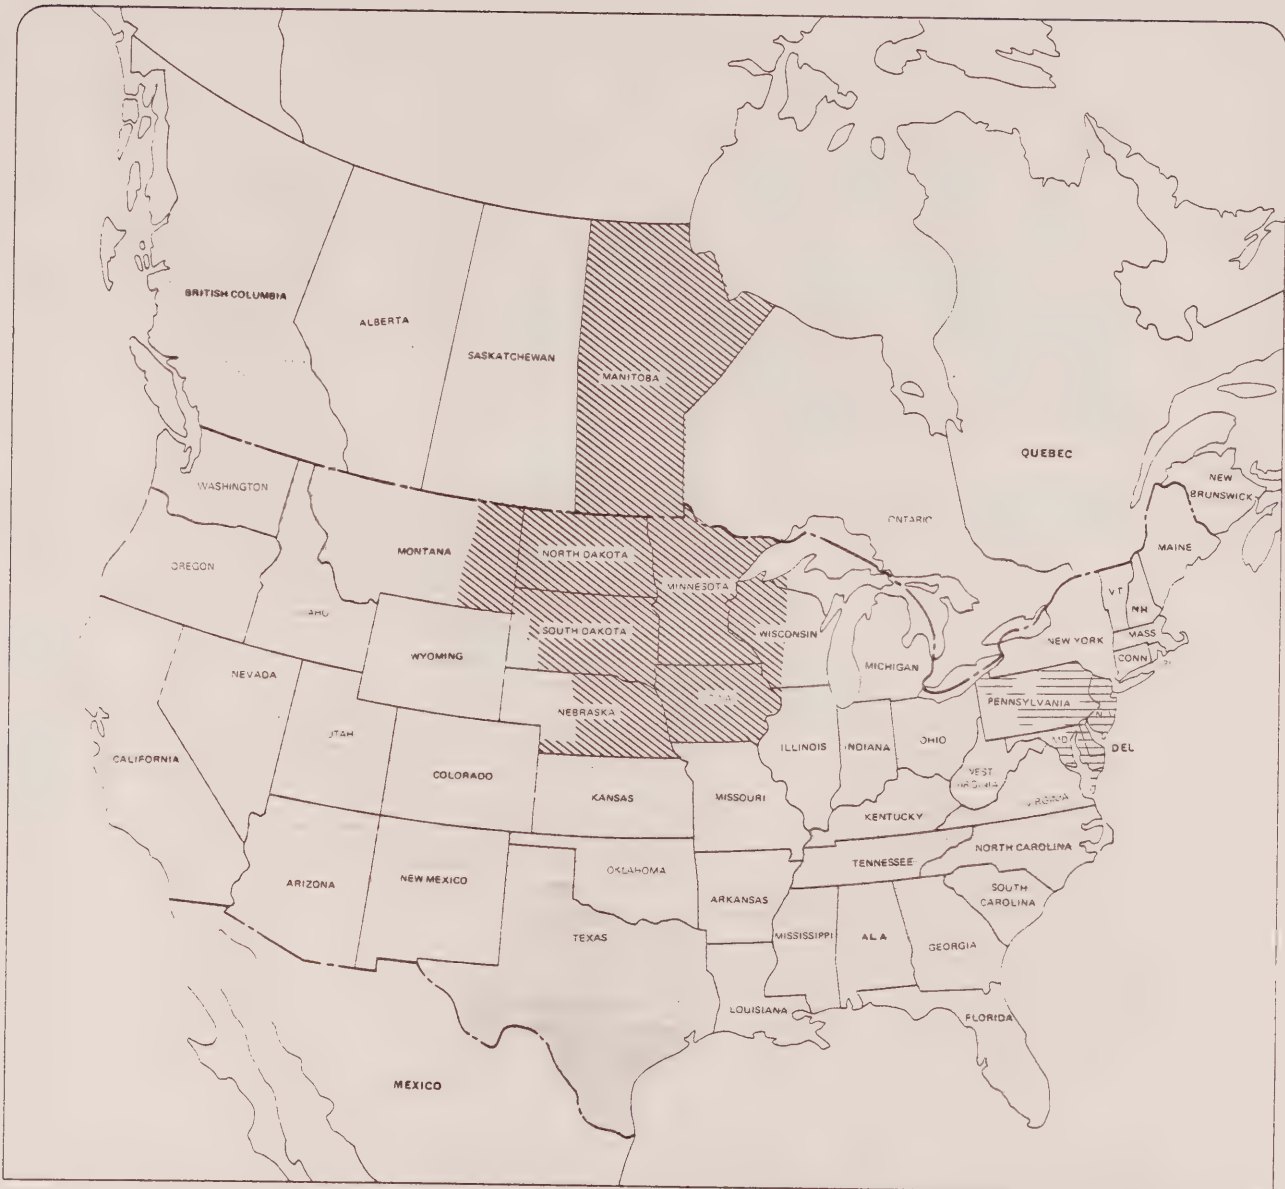 BRITISH COLUMBIA
ALBERTA
SASKATCHEWAN
MANITOBA
QUEBEC
NEW
BRUNSWICK
WASHINGTON
MONTANA
NORTH DAKOTA
MINNESOTA
MAINE
OREGON
WYOMING
SOUTH DAKOTA
WISCONSIN
MICHIGAN
NEW YORK
VT
NH
MASS
CONN
NEVADA
UTAH
NEBRASKA
PENNSYLVANIA
CALIFORNIA
COLORADO
KANSAS
MISSOURI
ILLINOIS
INDIANA
OHIO
MD
DEL
KENTUCKY
ARIZONA
NEW MEXICO
OKLAHOMA
ARKANSAS
TENNESSEE
NORTH CAROLINA
SOUTH
CAROLINA
TEXAS
MISSISSIPPI
ALA
GEORGIA
LOUISIANA
FLORIDA
MEXICO